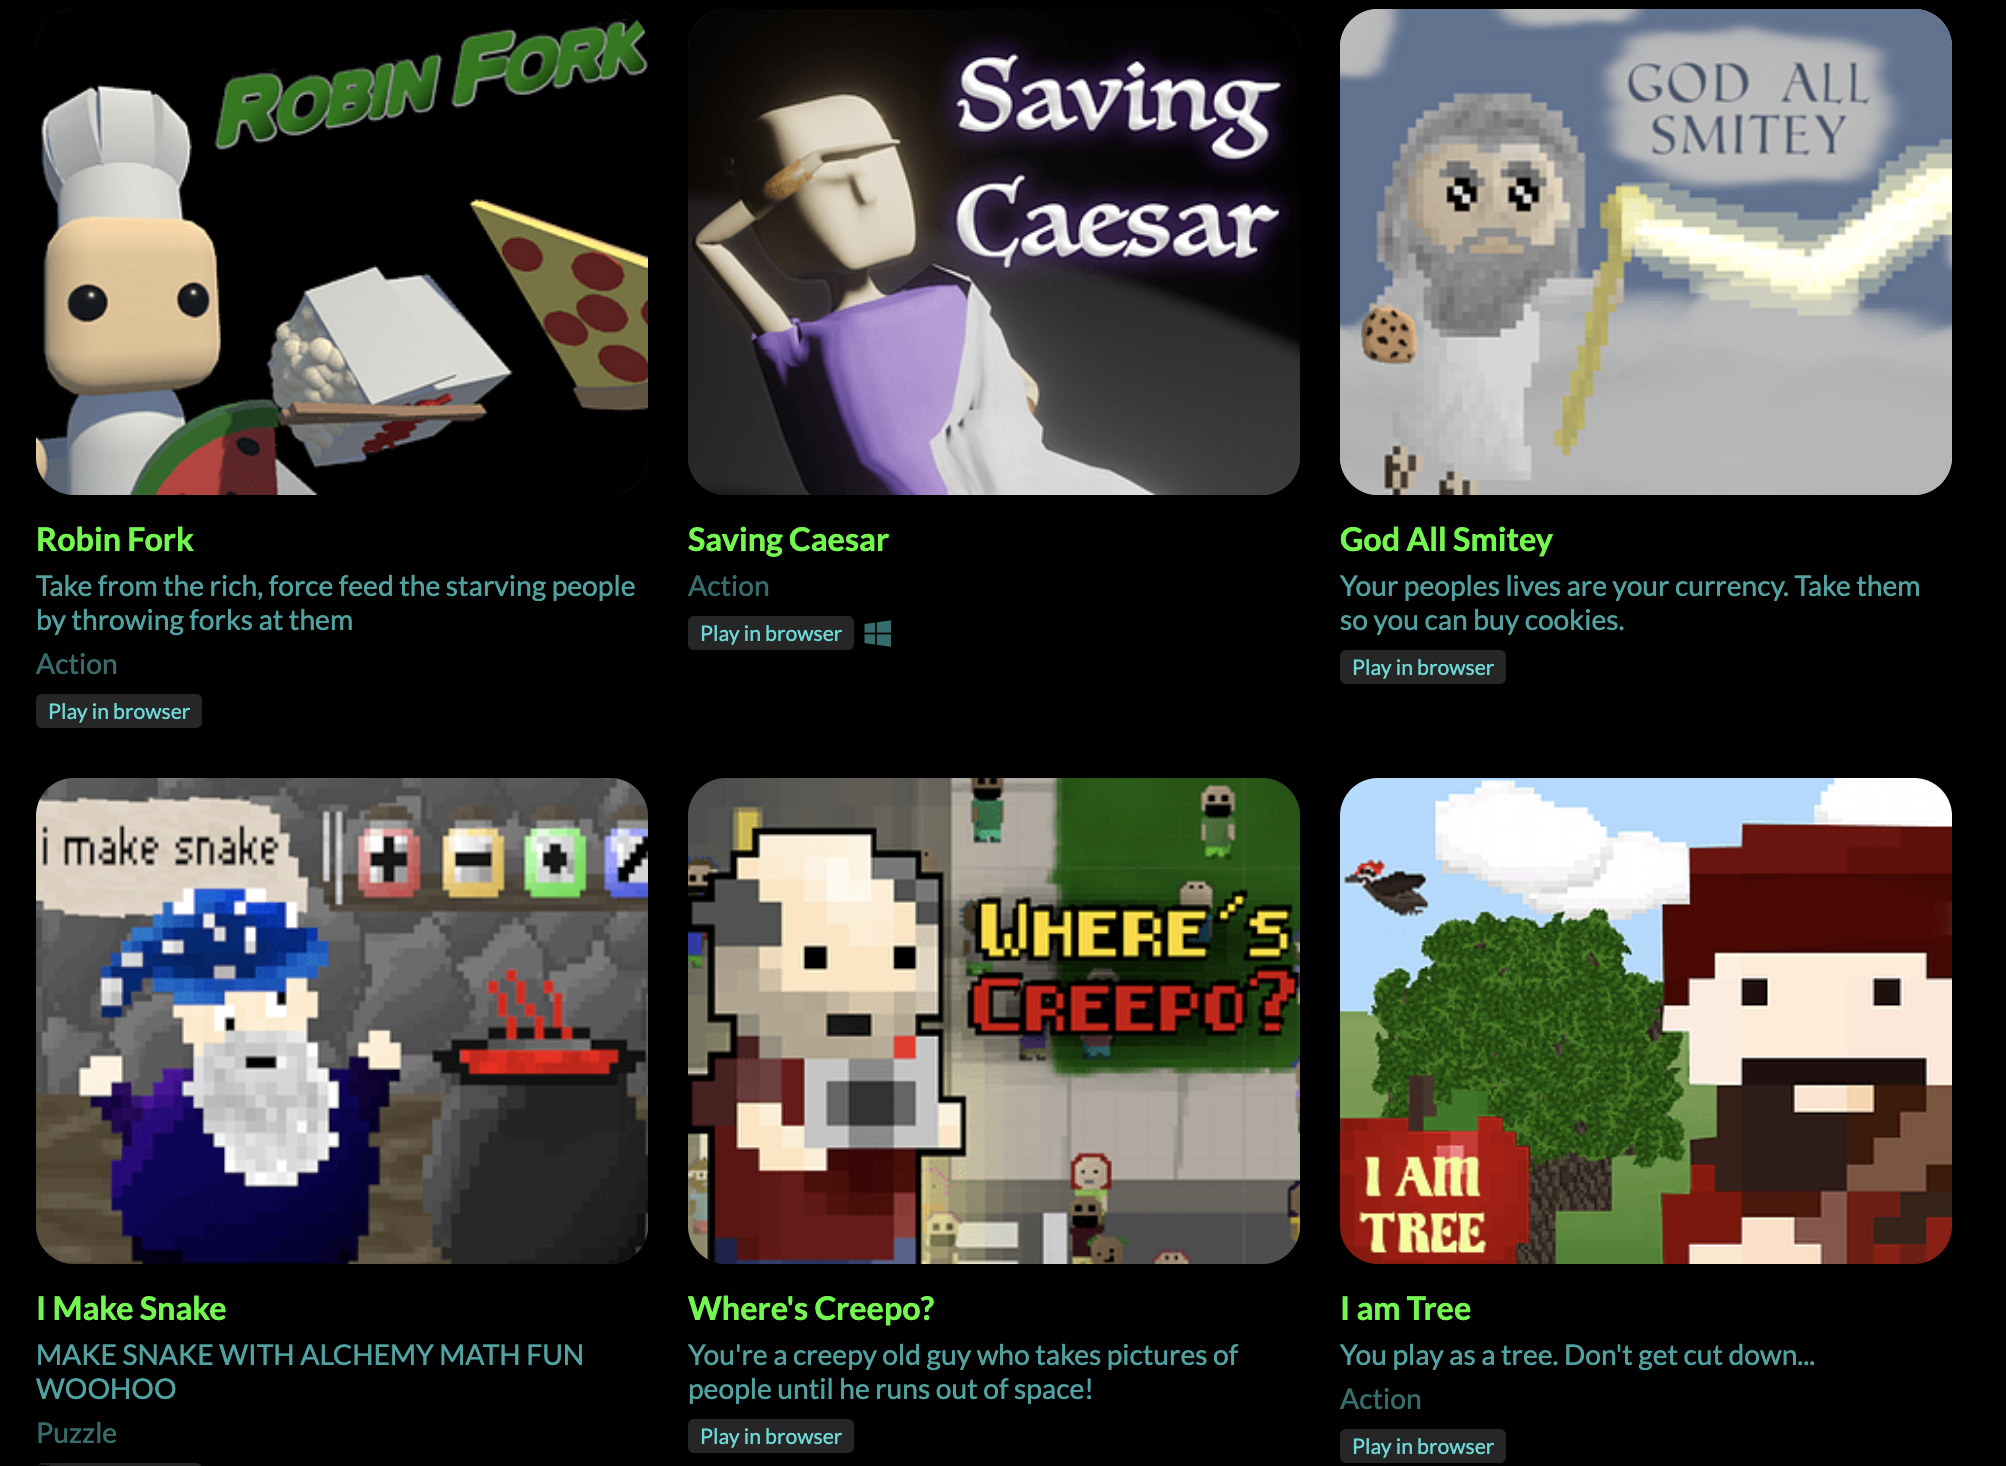 ROBIN FORK
Saving
Caesar
GOD ALL
SMITEY
Robin Fork
Take from the rich, force feed the starving people
by throwing forks at them
Action
Play in browser
Saving Caesar
Action
Play in browser
God All Smitey
Your peoples lives are your currency. Take them
so you can buy cookies.
Play in browser
i make snake
WHERE'S
CREEPO?
I AM
TREE
I Make Snake
MAKE SNAKE WITH ALCHEMY MATH FUN
WOOHOO
Puzzle
Where's Creepo?
You're a creepy old guy who takes pictures of
people until he runs out of space!
Play in browser
I am Tree
You play as a tree. Don't get cut down...
Action
Play in browser